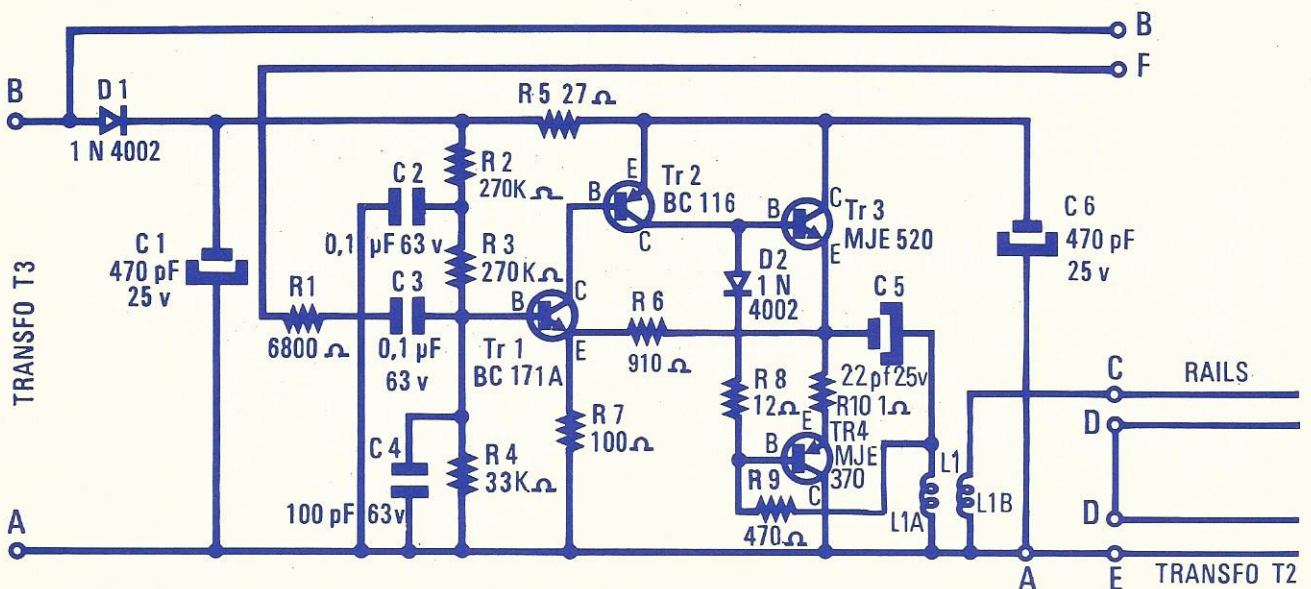 B
F
B
D 1
1 N 4002
R 5 27 Ω
C 2
0,1 µF 63 v
R 2
270K Ω
E
B
C
Tr 2
BC 116
B
C
E
Tr 3
MJE 520
C 6
470 pF
25 v
C 1
470 pF
25 v
TRANSFO T3
R1
6800 Ω
C 3
0,1 µF
63 v
R 3
270K Ω
B
C
E
Tr 1
BC 171A
R 6
910 Ω
D2
1 N
4002
C 5
22 pf 25v
R 7
100 Ω
R 8
12 Ω
R10 1 Ω
E
B
C
TR4
MJE
370
C 4
100 pF 63v
R 4
33K Ω
R 9
470 Ω
L1
L1A
L1B
C
RAILS
D
D
A
A
E
TRANSFO T2